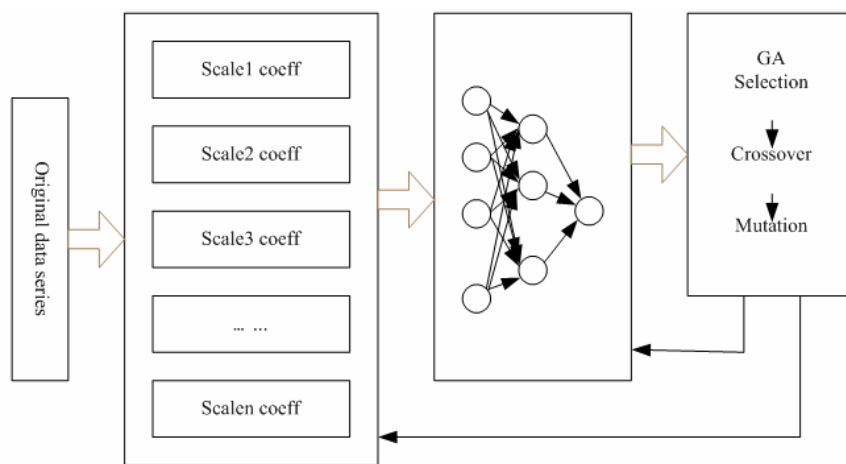 Original data series
Scale1 coeff
Scale2 coeff
Scale3 coeff
... ...
Scalen coeff
GA
Selection
Crossover
Mutation